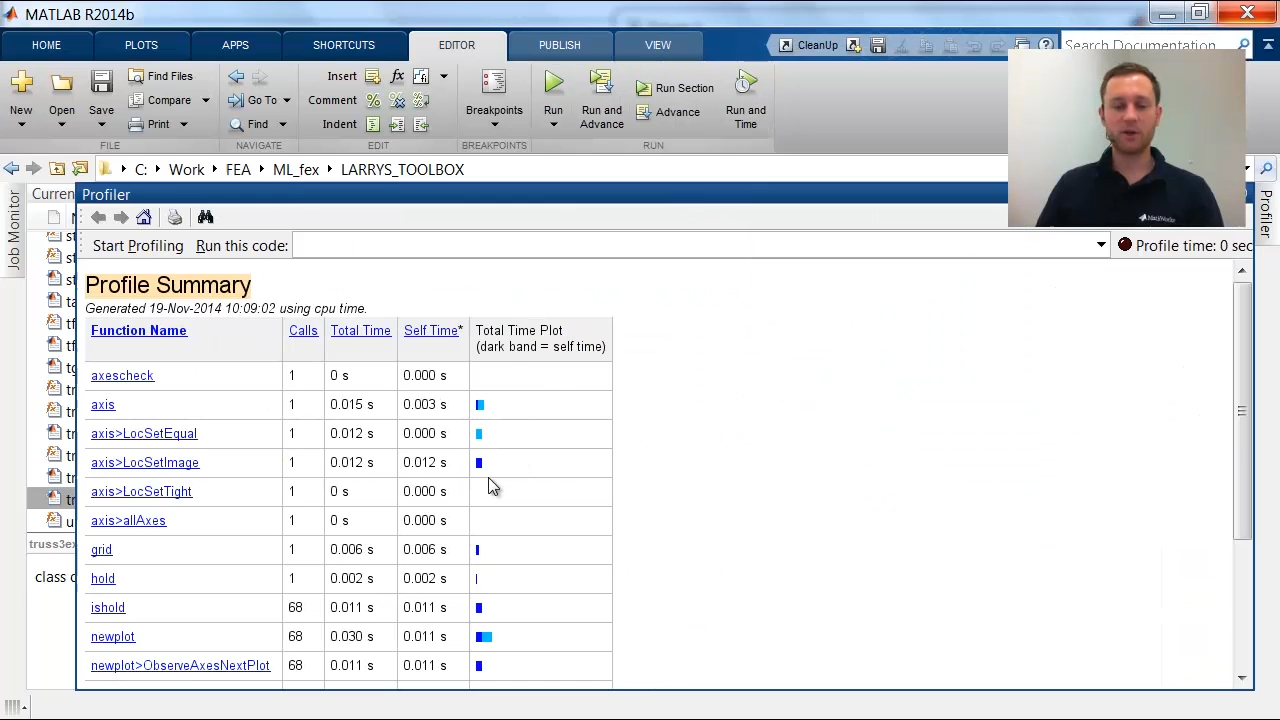 MATLAB R2014b
HOME PLOTS APPS SHORTCUTS EDITOR PUBLISH VIEW CleanUp Search Documentation
New Open Save Find Files Compare Print Go To Find Insert Comment Indent Breakpoints Run Run and Advance Run Section Advance Run and Time
FILE NAVIGATE EDIT BREAKPOINTS RUN
C: Work FEA ML_fex LARRYS_TOOLBOX
Job Monitor
Curren
Profiler
Profiler
MathWorks
Start Profiling Run this code: Profile time: 0 sec
Profile Summary
Generated 19-Nov-2014 10:09:02 using cpu time.
Function Name Calls Total Time Self Time* Total Time Plot
(dark band = self time)
axescheck 1 0 s 0.000 s
axis 1 0.015 s 0.003 s
axis>LocSetEqual 1 0.012 s 0.000 s
axis>LocSetImage 1 0.012 s 0.012 s
axis>LocSetTight 1 0 s 0.000 s
axis>allAxes 1 0 s 0.000 s
grid 1 0.006 s 0.006 s
hold 1 0.002 s 0.002 s
ishold 68 0.011 s 0.011 s
newplot 68 0.030 s 0.011 s
newplot>ObserveAxesNextPlot 68 0.011 s 0.011 s
truss3ex
class d